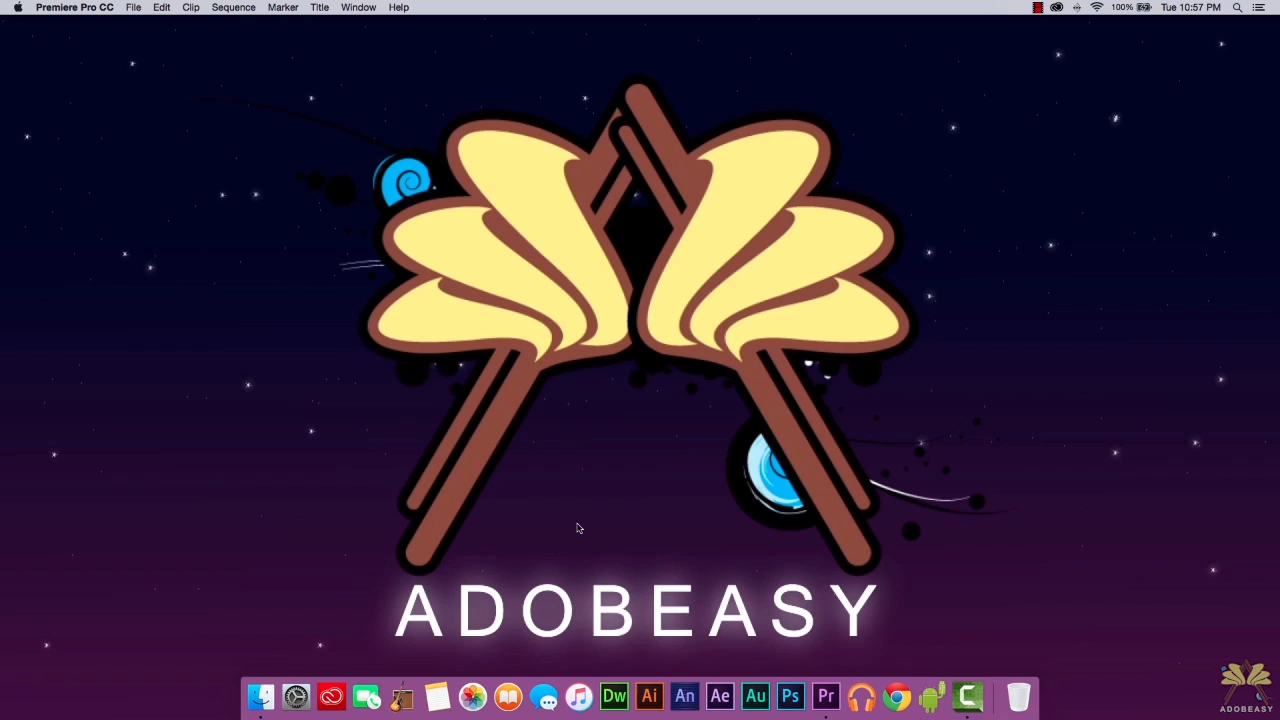 Premiere Pro CC File Edit Clip Sequence Marker Title Window Help 100% Tue 10:57 PM
ADOBEASY
Dw Ai An Ae Au Ps Pr C
ADOBEASY